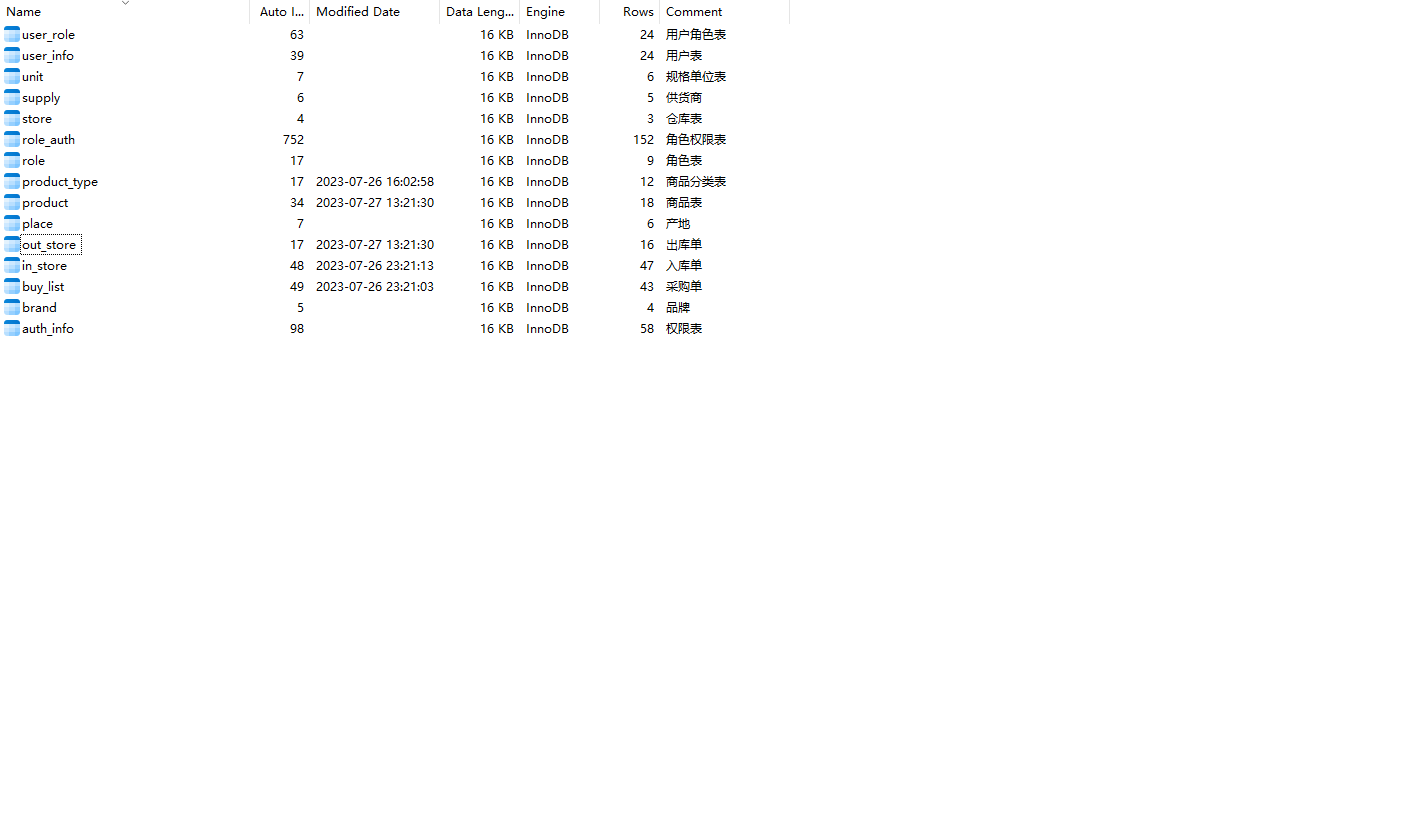 Name Auto I... Modified Date Data Leng... Engine Rows Comment
user_role 63 16 KB InnoDB 24 用户角色表
user_info 39 16 KB InnoDB 24 用户表
unit 7 16 KB InnoDB 6 规格单位表
supply 6 16 KB InnoDB 5 供货商
store 4 16 KB InnoDB 3 仓库表
role_auth 752 16 KB InnoDB 152 角色权限表
role 17 16 KB InnoDB 9 角色表
product_type 17 2023-07-26 16:02:58 16 KB InnoDB 12 商品分类表
product 34 2023-07-27 13:21:30 16 KB InnoDB 18 商品表
place 7 16 KB InnoDB 6 产地
out_store 17 2023-07-27 13:21:30 16 KB InnoDB 16 出库单
in_store 48 2023-07-26 23:21:13 16 KB InnoDB 47 入库单
buy_list 49 2023-07-26 23:21:03 16 KB InnoDB 43 采购单
brand 5 16 KB InnoDB 4 品牌
auth_info 98 16 KB InnoDB 58 权限表